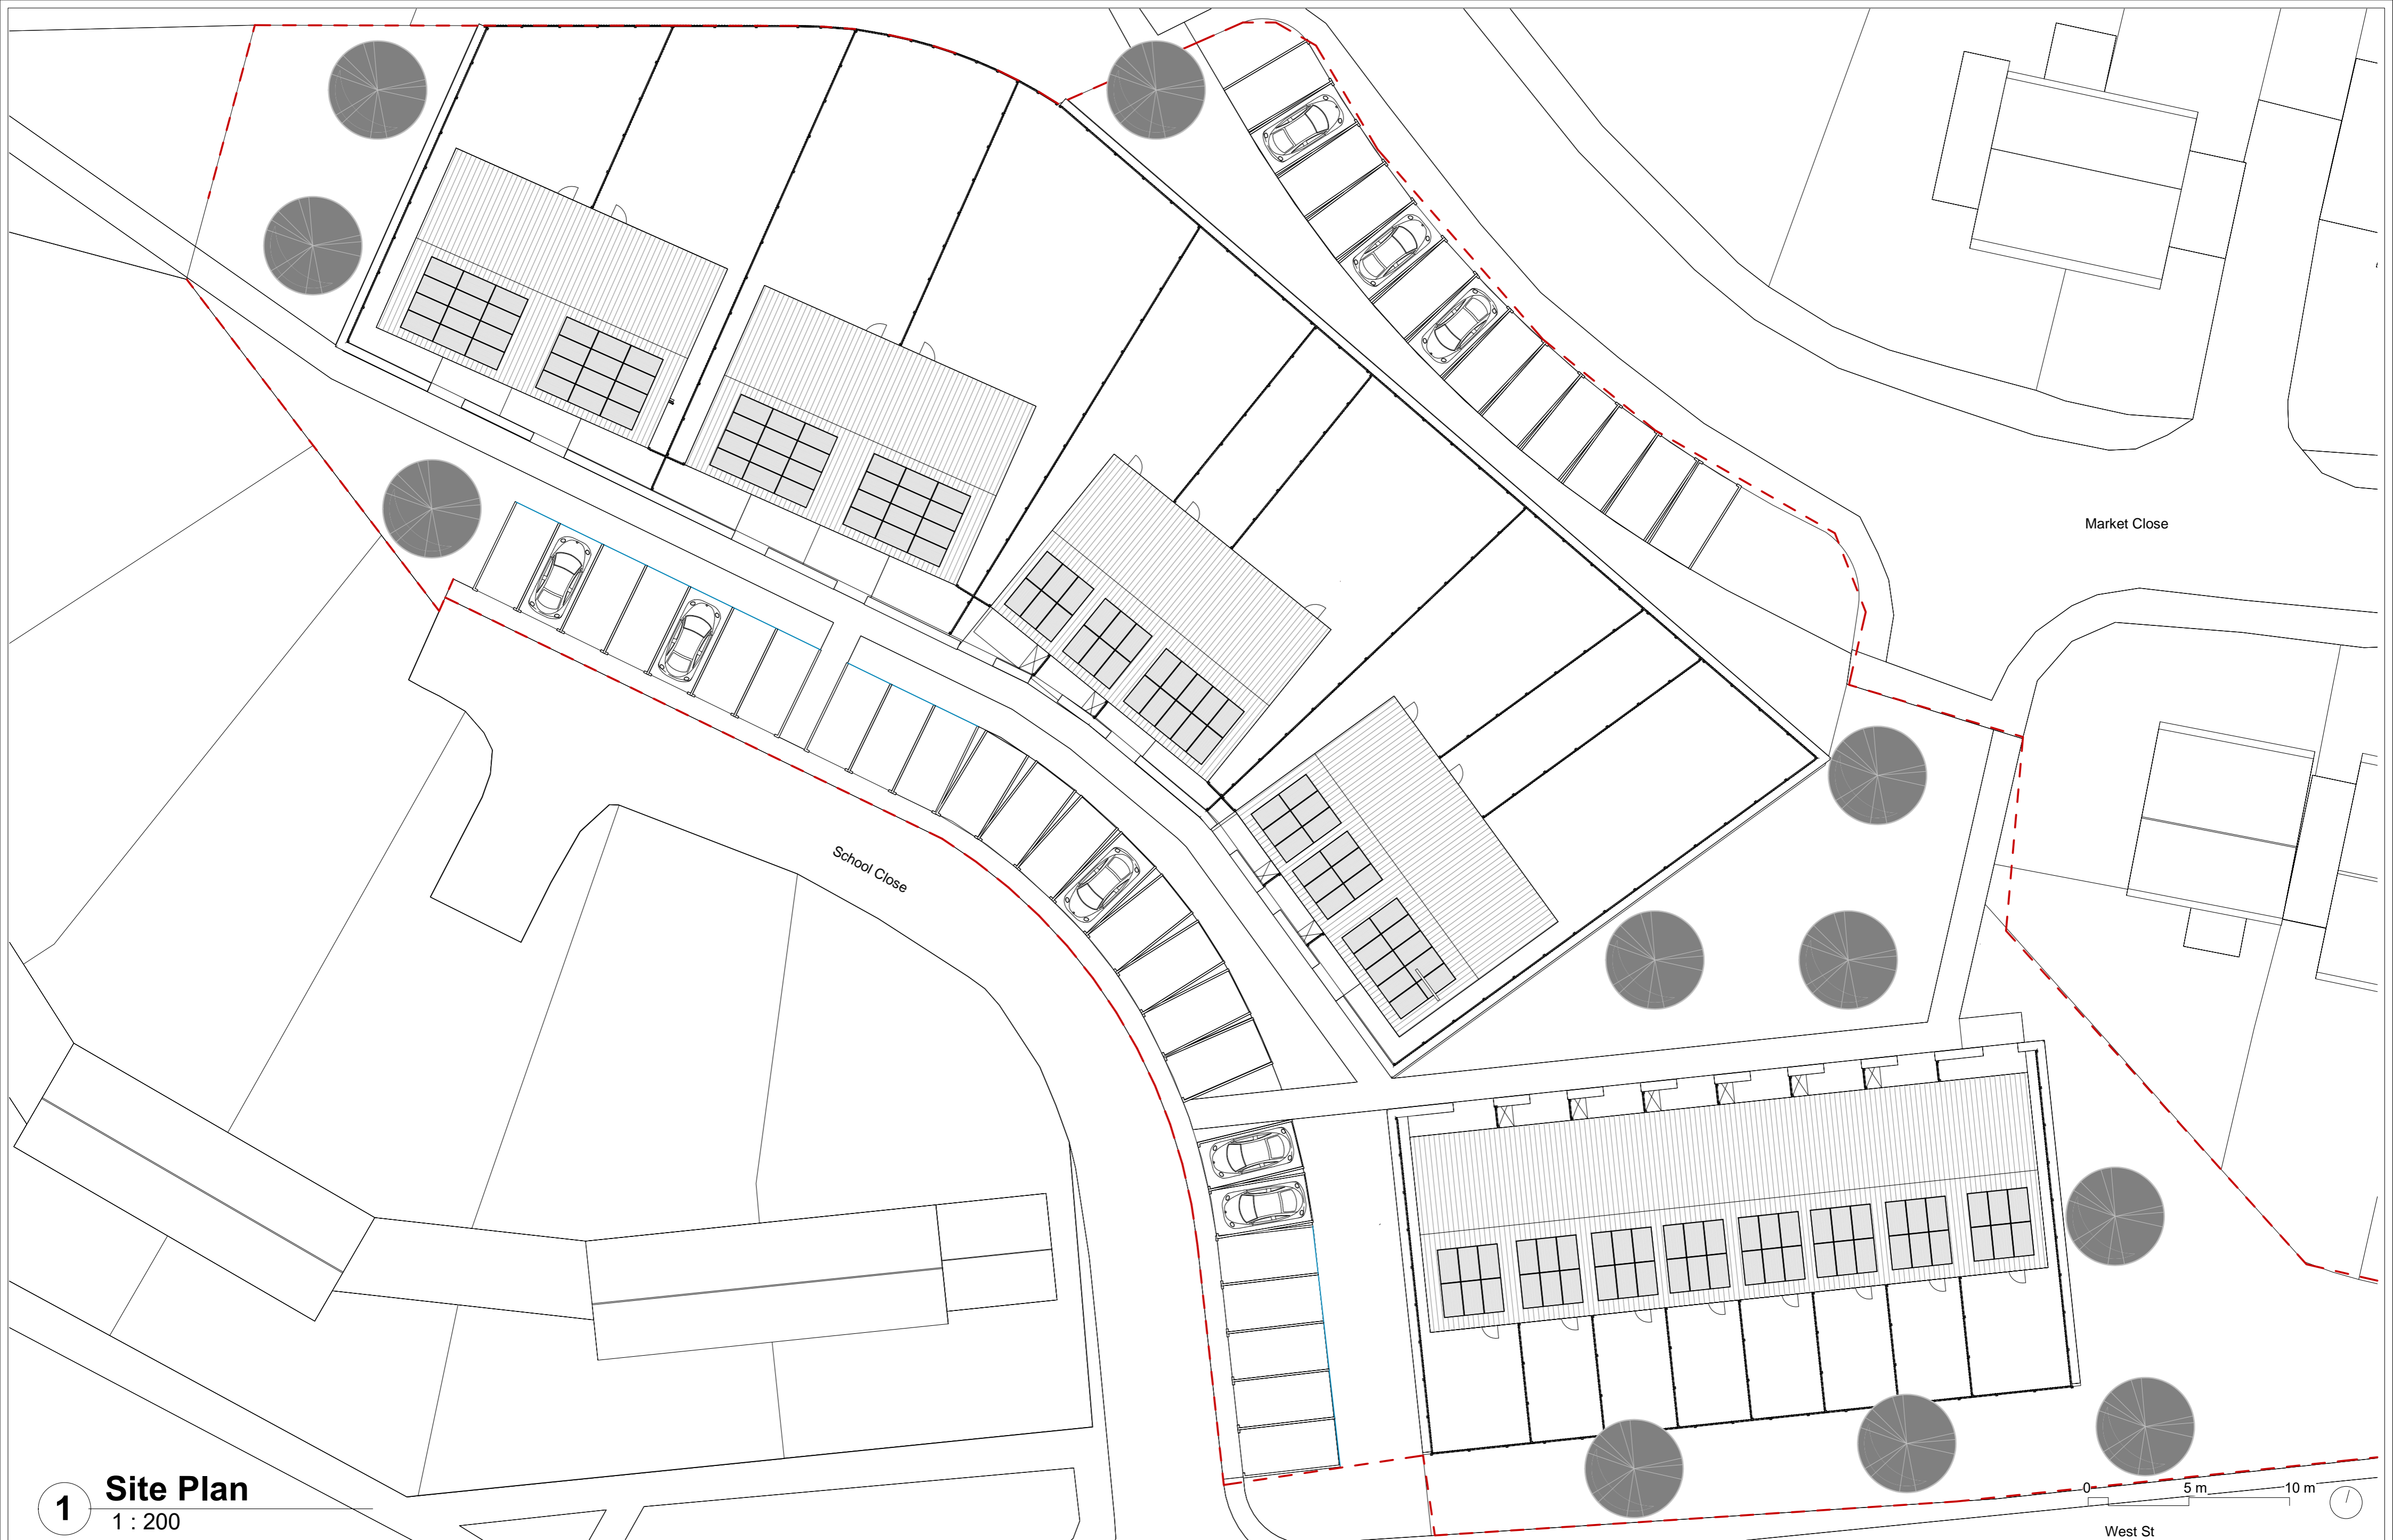 Market Close
School Close
1
Site Plan
1 : 200
0 5 m 10 m
West St